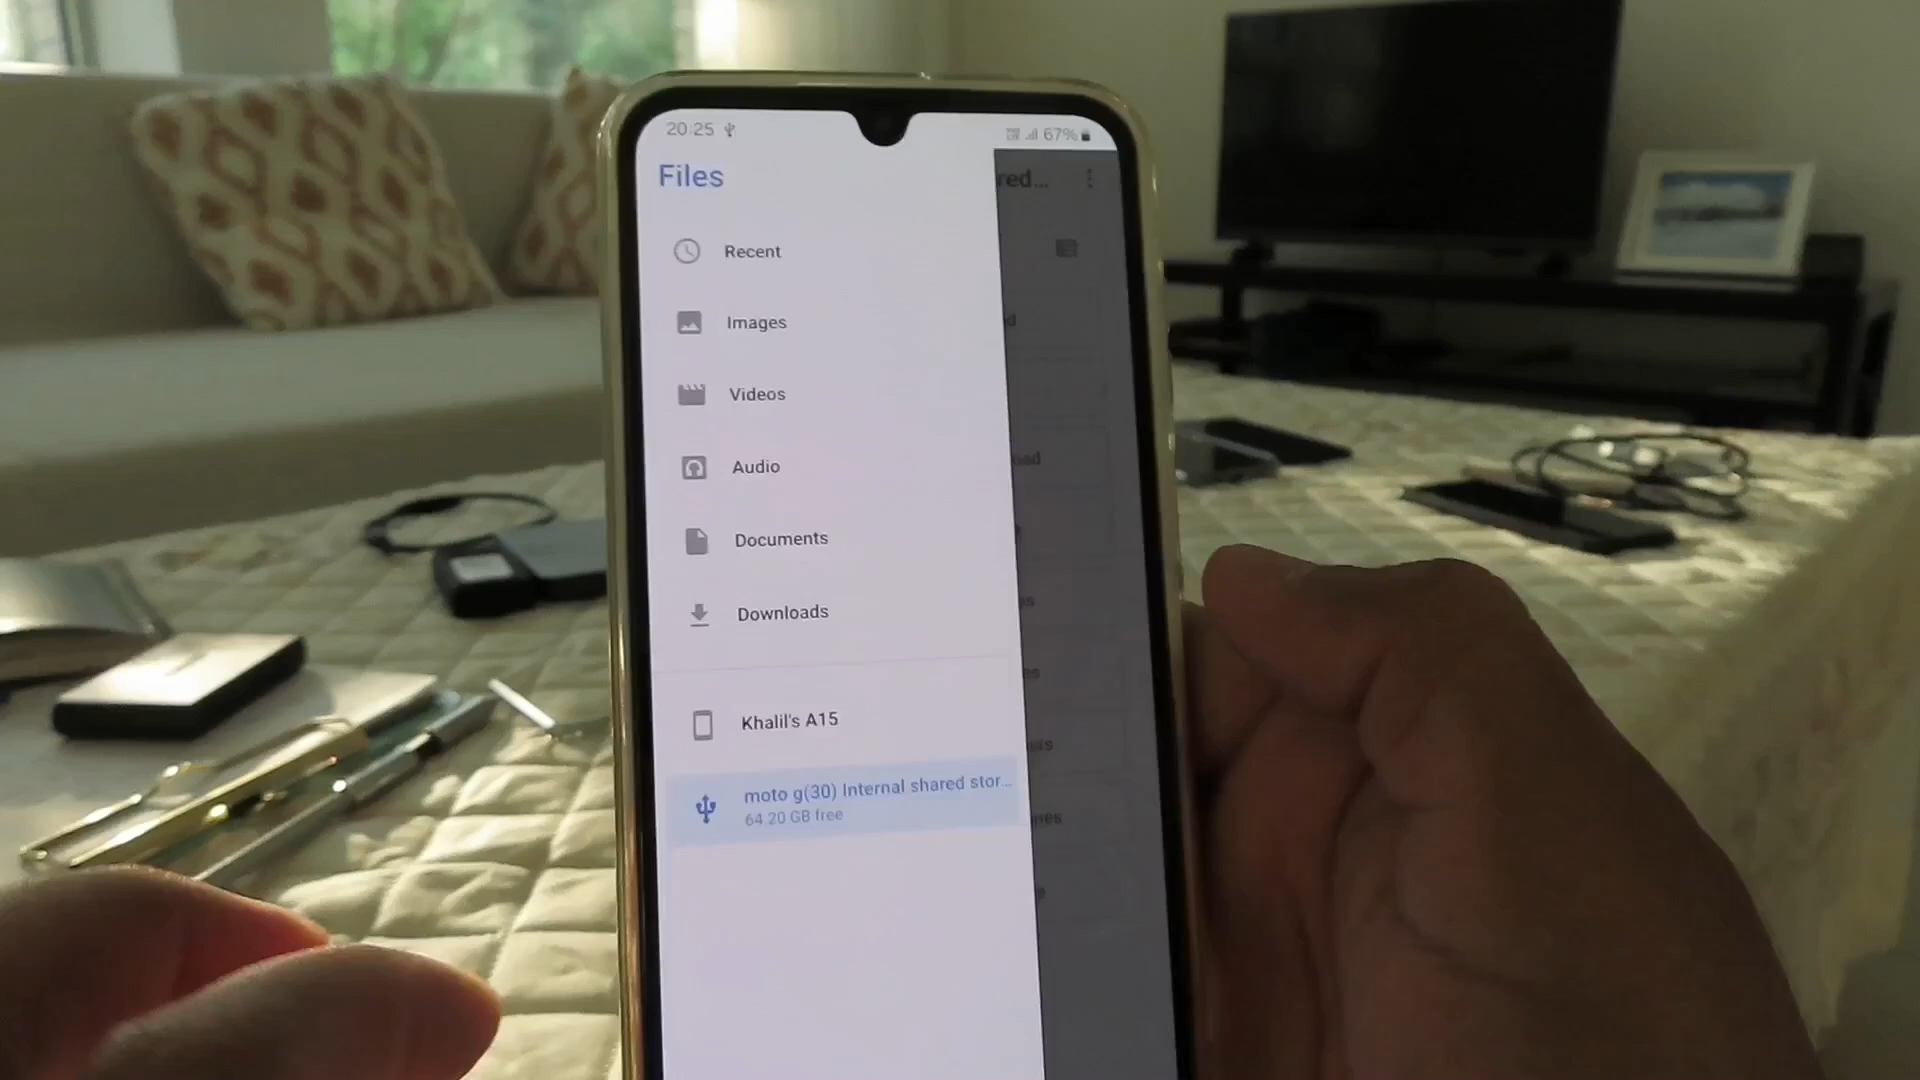 20:25
67%
Files
red...
Recent
Images
Videos
Audio
Documents
Downloads
Khalil's A15
moto g(30) Internal shared stor...
64.20 GB free